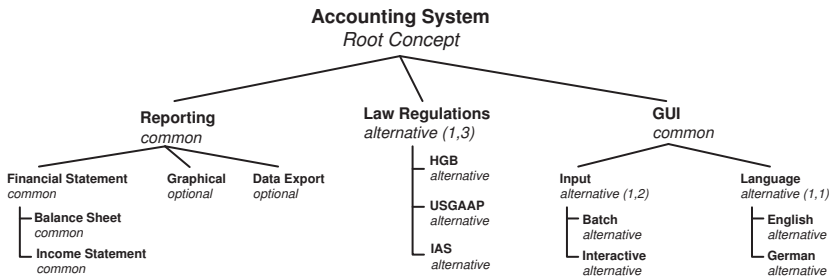 Accounting System
Root Concept
Reporting
common
Law Regulations
alternative (1,3)
GUI
common
Financial Statement
common
Graphical
optional
Data Export
optional
HGB
alternative
Input
alternative (1,2)
Language
alternative (1,1)
Balance Sheet
common
USGAAP
alternative
Batch
alternative
English
alternative
Income Statement
common
IAS
alternative
Interactive
alternative
German
alternative